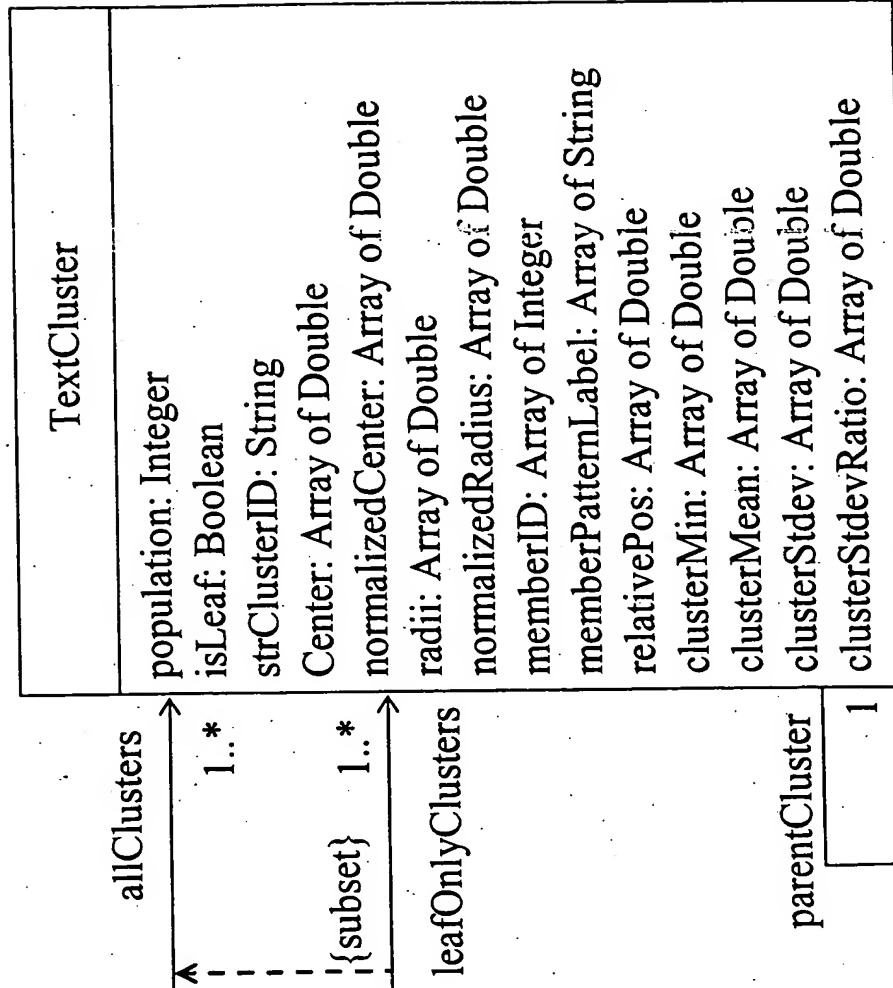 TextCluster
population: Integer
isLeaf: Boolean
strClusterID: String
Center: Array of Double
normalizedCenter: Array of Double
radii: Array of Double
normalizedRadius: Array of Double
memberID: Array of Integer
memberPatternLabel: Array of String
relativePos: Array of Double
clusterMin: Array of Double
clusterMean: Array of Double
clusterStdev: Array of Double
clusterStdevRatio: Array of Double
allClusters
1..*
{subset}
1..*
leafOnlyClusters
parentCluster
1